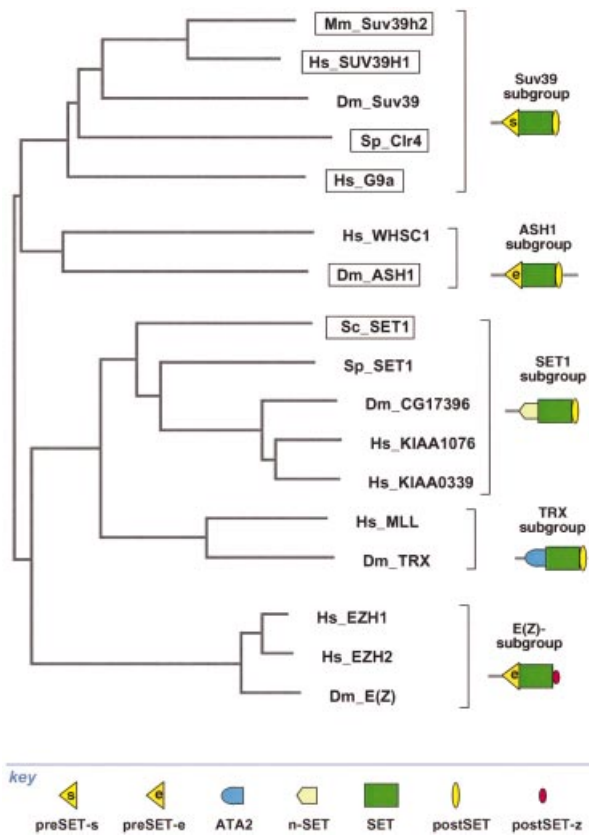 Mm_Suv39h2
Hs_SUV39H1
Dm_Suv39
Sp_Clr4
Hs_G9a
Suv39
subgroup
s
Hs_WHSC1
Dm_ASH1
ASH1
subgroup
e
Sc_SET1
Sp_SET1
Dm_CG17396
Hs_KIAA1076
Hs_KIAA0339
SET1
subgroup
Hs_MLL
Dm_TRX
TRX
subgroup
Hs_EZH1
Hs_EZH2
Dm_E(Z)
E(Z)-
subgroup
e
key
s
e
preSET-s preSET-e ATA2 n-SET SET postSET postSET-z